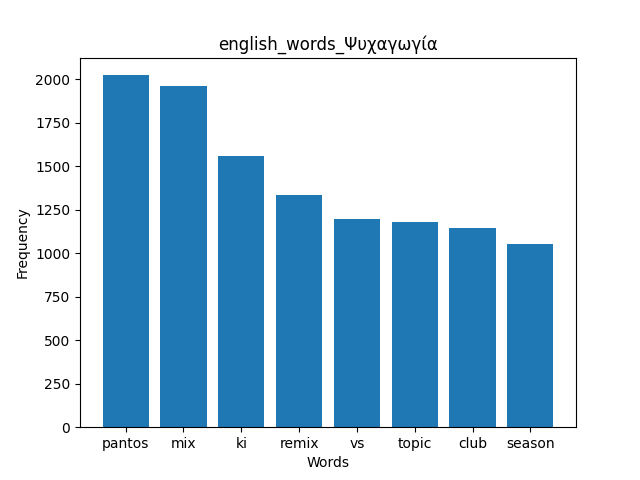 english_words_Ψυχαγωγία
2000
1750
1500
1250
1000
750
500
250
0
Frequency
pantos mix ki remix vs topic club season
Words